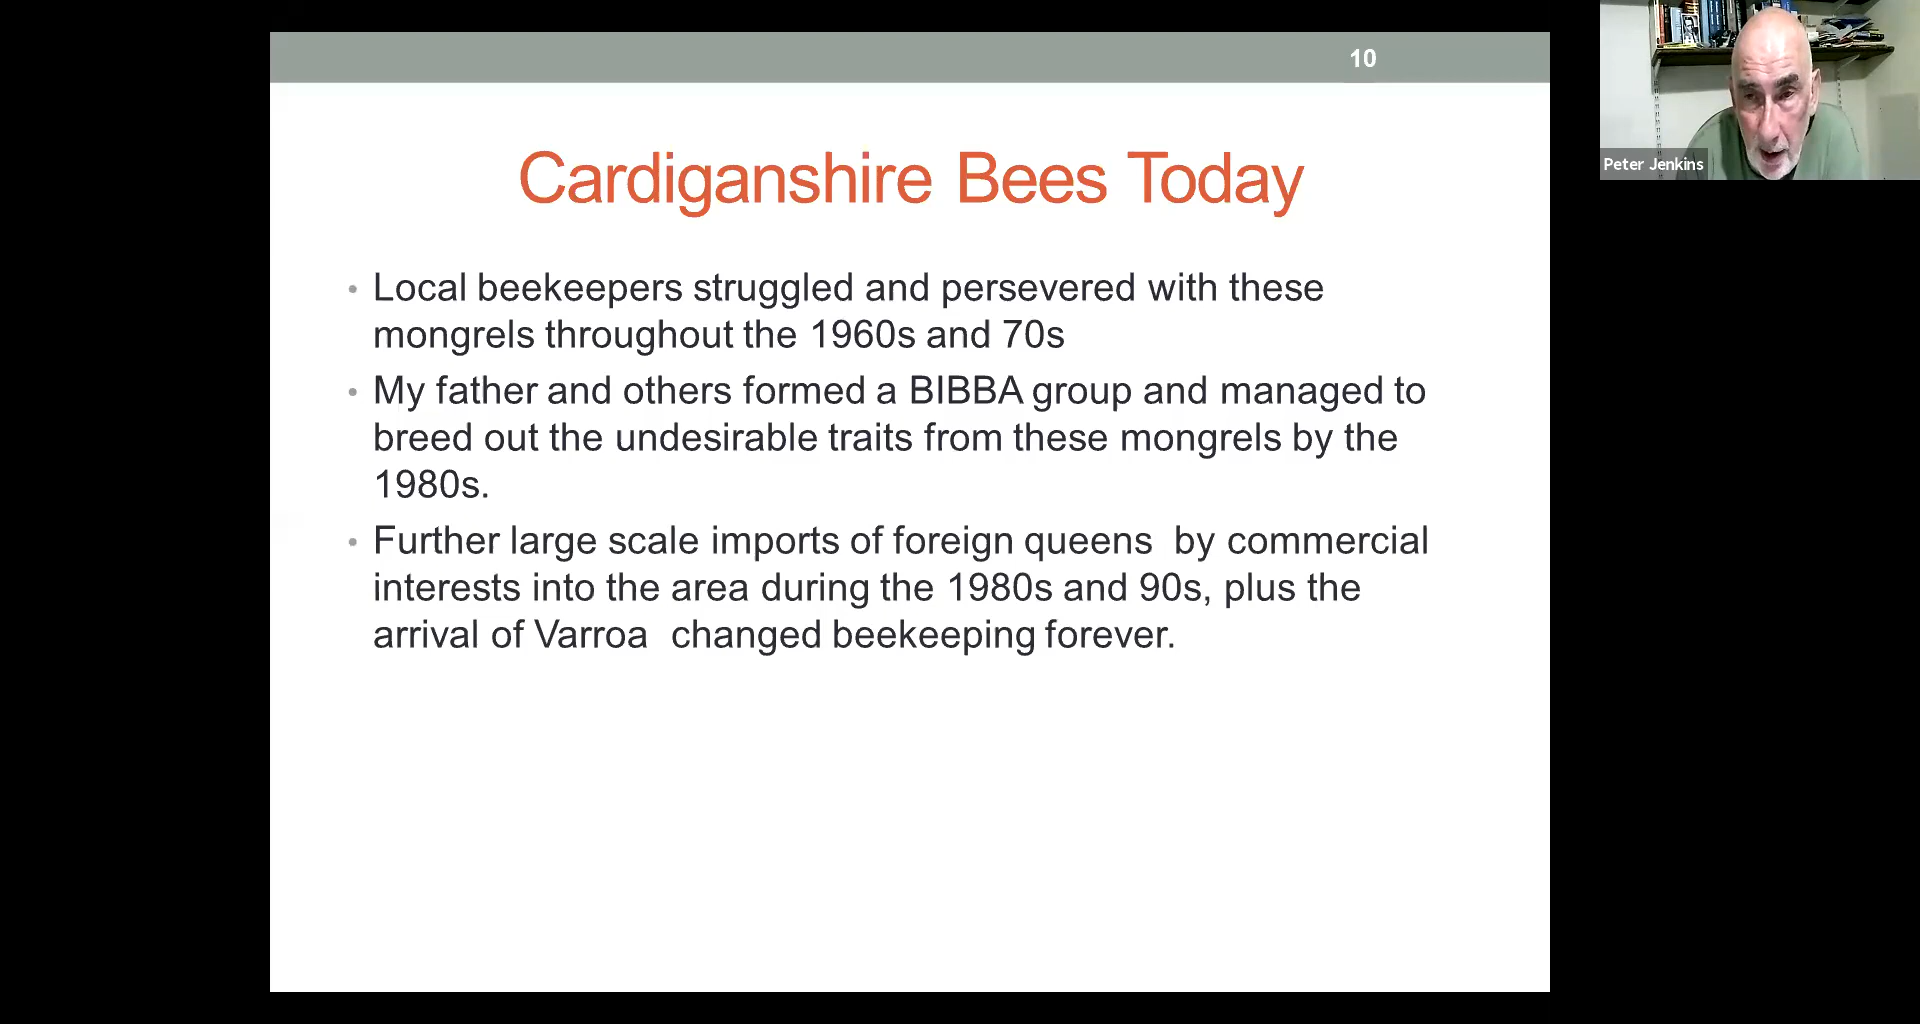 10
Cardiganshire Bees Today
• Local beekeepers struggled and persevered with these
mongrels throughout the 1960s and 70s
• My father and others formed a BIBBA group and managed to
breed out the undesirable traits from these mongrels by the
1980s.
• Further large scale imports of foreign queens  by commercial
interests into the area during the 1980s and 90s, plus the
arrival of Varroa  changed beekeeping forever.
Peter Jenkins